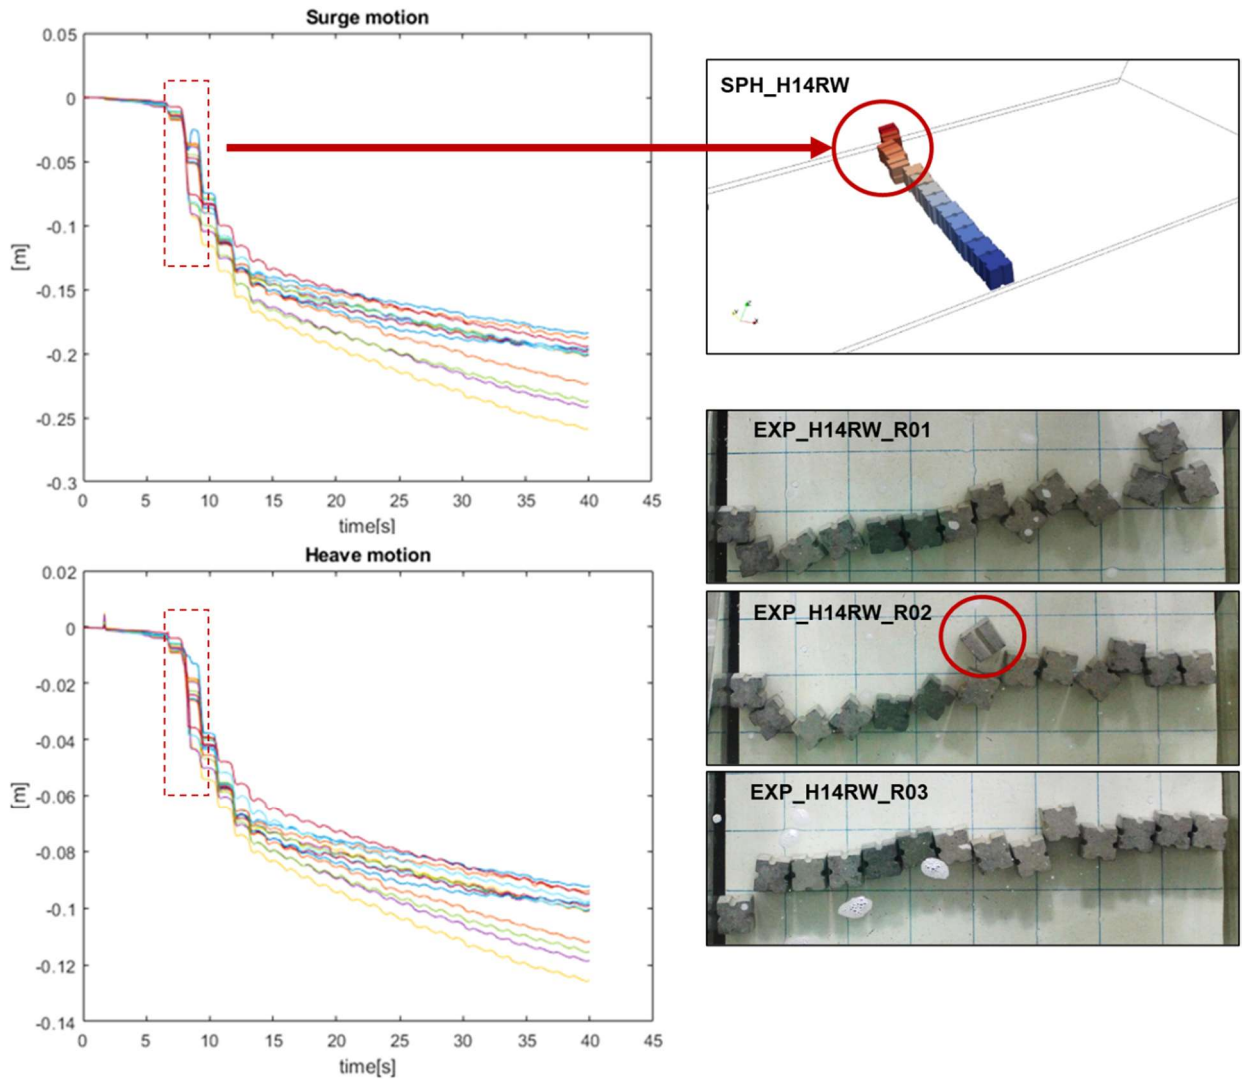 Surge motion
0.05
0
-0.05
-0.1
-0.15
-0.2
-0.25
-0.3
[m]
0 5 10 15 20 25 30 35 40 45
time[s]
SPH_H14RW
EXP_H14RW_R01
EXP_H14RW_R02
EXP_H14RW_R03
Heave motion
0.02
0
-0.02
-0.04
-0.06
-0.08
-0.1
-0.12
-0.14
[m]
0 5 10 15 20 25 30 35 40 45
time[s]